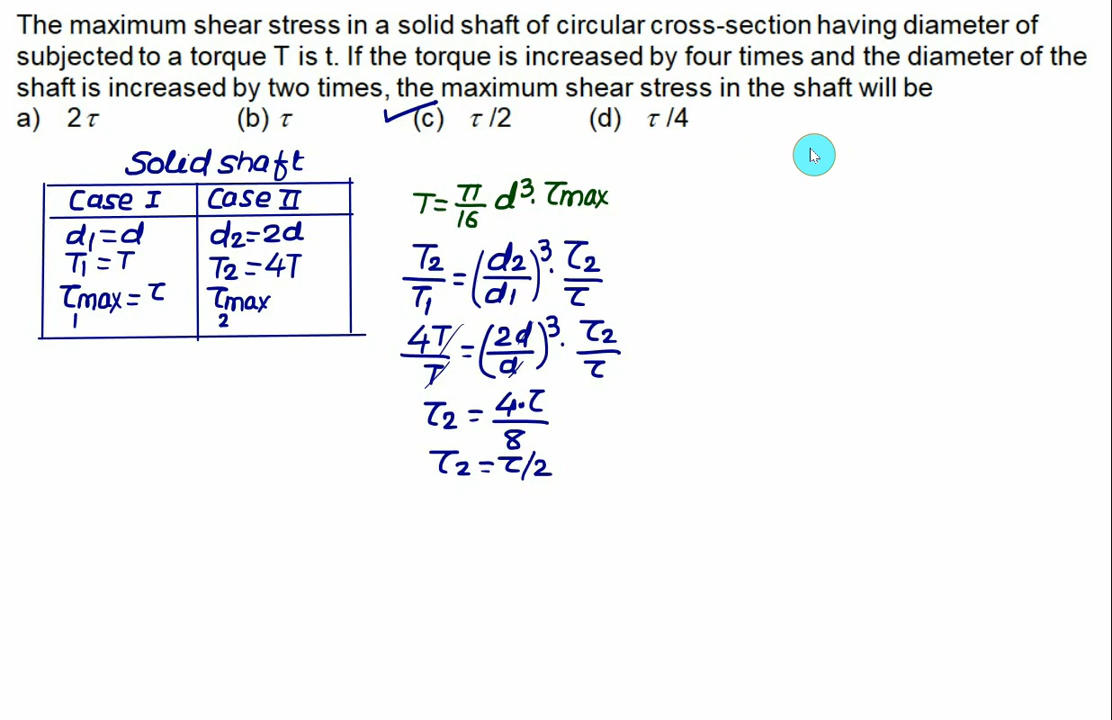 The maximum shear stress in a solid shaft of circular cross-section having diameter of
subjected to a torque T is t. If the torque is increased by four times and the diameter of the
shaft is increased by two times, the maximum shear stress in the shaft will be
a) 2τ (b) τ ✓(c) τ/2 (d) τ/4
Solid shaft
Case I Case II
d1=d d2=2d
T1=T T2=4T
τmax1=τ τmax2
T=π/16 d³. τmax
T2/T1=(d2/d1)³. τ2/τ
4T/T=(2d/d)³. τ2/τ
τ2 = 4.τ/8
τ2=τ/2